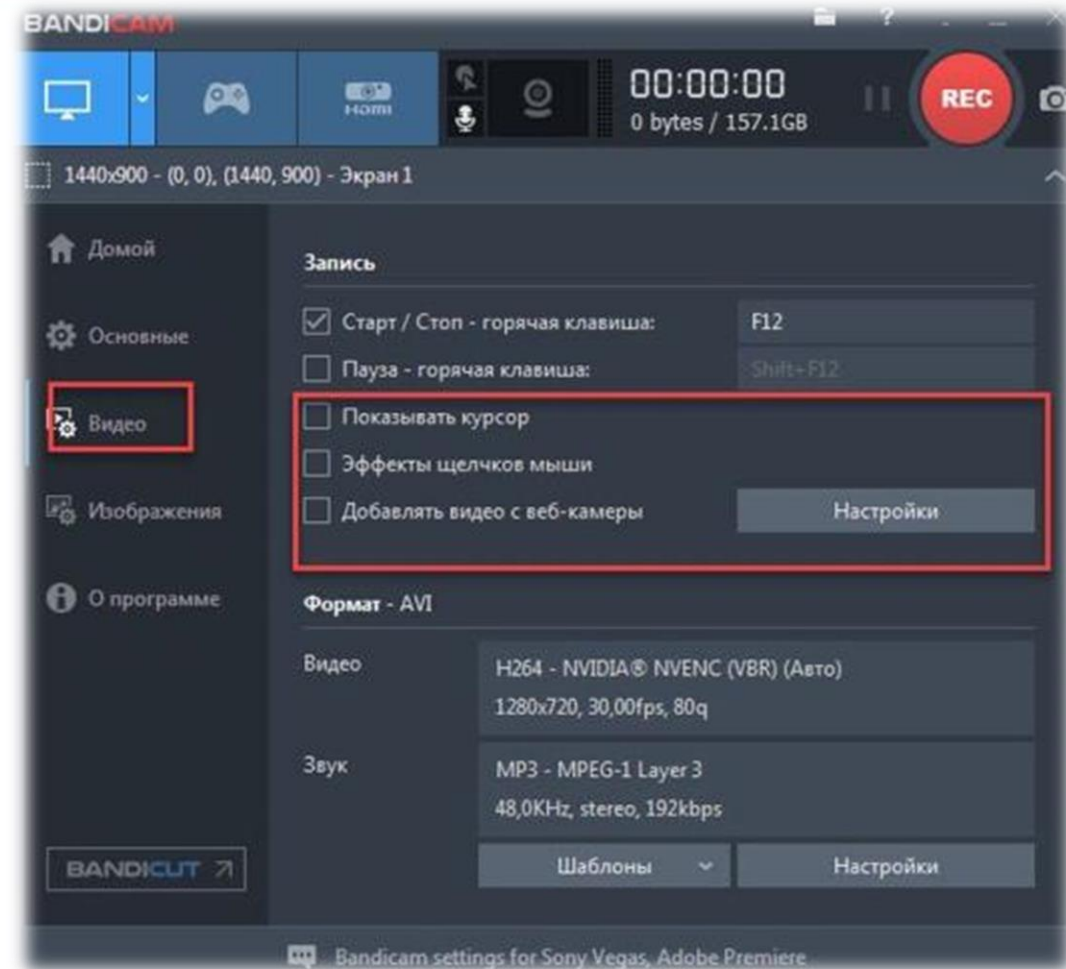 BANDICAM
?
HDMI
00:00:00
0 bytes / 157.1GB
REC
1440x900 - (0, 0), (1440, 900) - Экран 1
Домой
Основные
Видео
Изображения
О программе
BANDICUT
Запись
Старт / Стоп - горячая клавиша:
F12
Пауза - горячая клавиша:
Shift+F12
Показывать курсор
Эффекты щелчков мыши
Добавлять видео с веб-камеры
Настройки
Формат - AVI
Видео
H264 - NVIDIA® NVENC (VBR) (Авто)
1280x720, 30,00fps, 80q
Звук
MP3 - MPEG-1 Layer 3
48,0KHz, stereo, 192kbps
Шаблоны
Настройки
Bandicam settings for Sony Vegas, Adobe Premiere